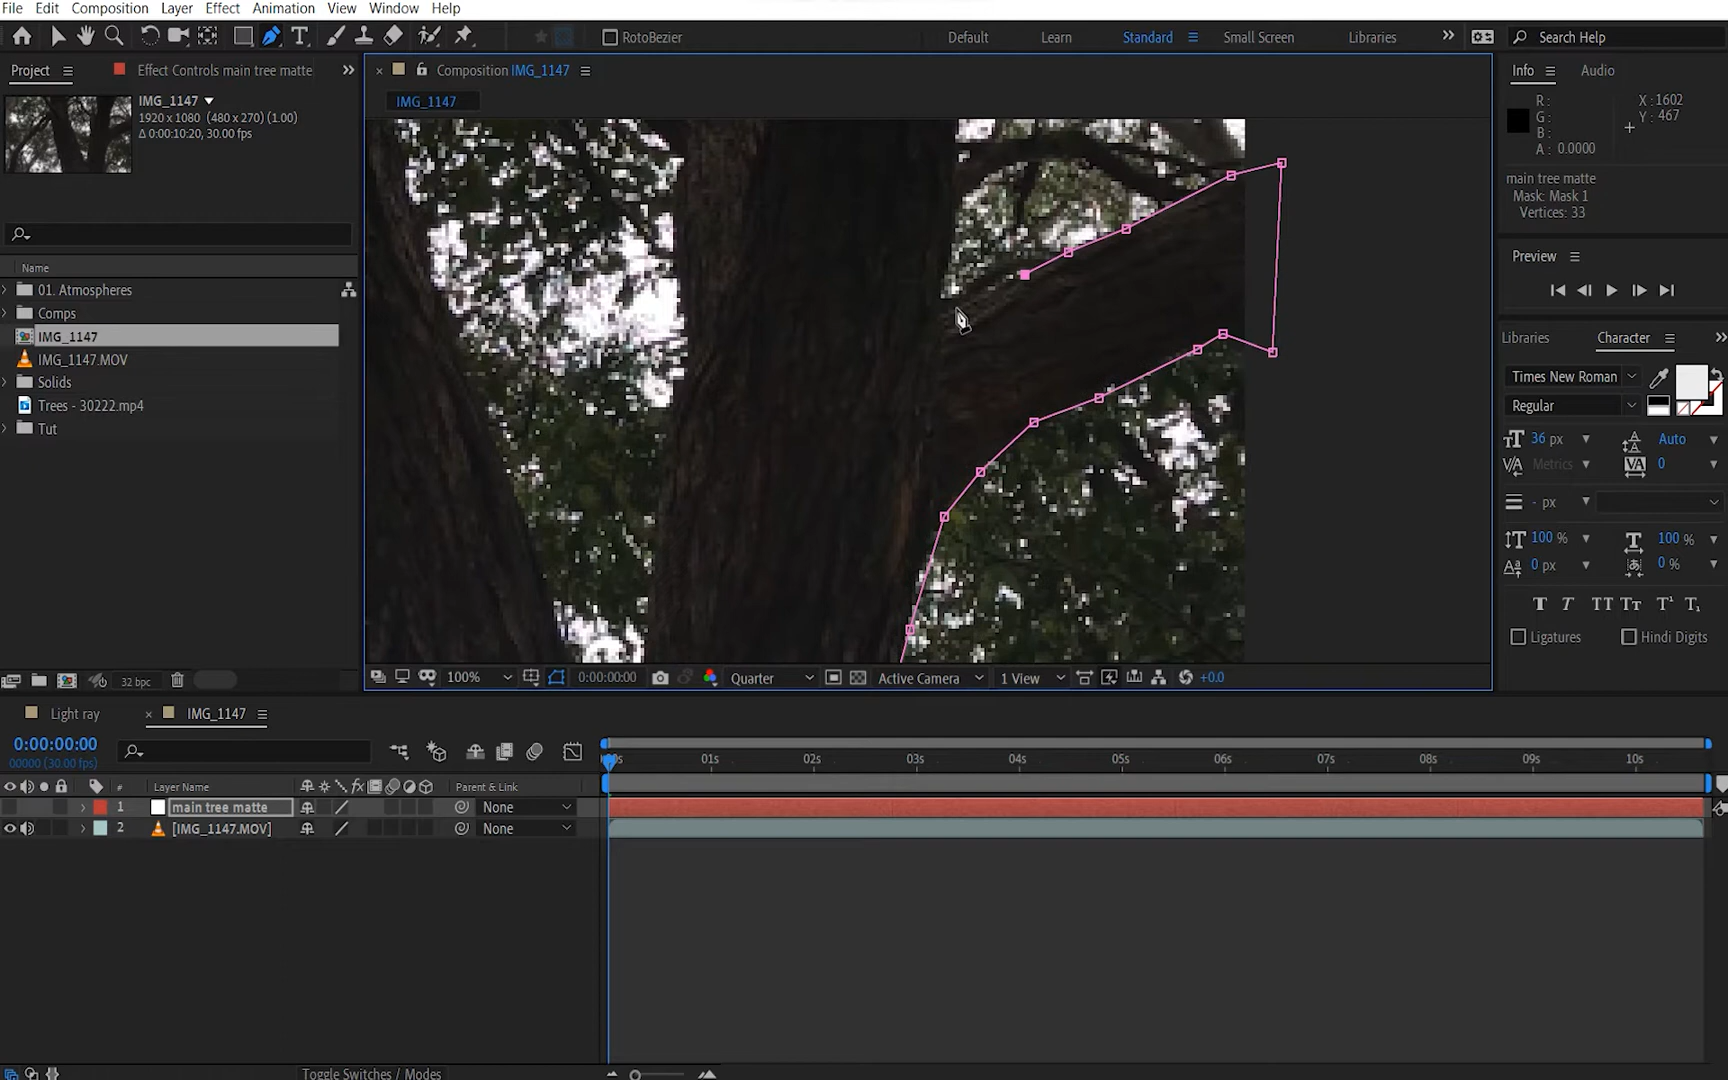 File Edit Composition Layer Effect Animation View Window Help
RotoBezier Default Learn Standard Small Screen Libraries Search Help
Project Effect Controls main tree matte
Composition IMG_1147
Info Audio
IMG_1147
IMG_1147
1920 x 1080 (480 x 270) (1.00)
Δ 0:00:10:20, 30.00 fps
R :
G :
B :
A : 0.0000
X : 1602
Y : 467
main tree matte
Mask: Mask 1
Vertices: 33
Preview
Name
01. Atmospheres
Comps
IMG_1147
IMG_1147.MOV
Solids
Trees - 30222.mp4
Tut
Libraries Character
Times New Roman
Regular
36 px Auto
Metrics 0
- px
100 % 100 %
0 px 0 %
T T TT Tт T¹ T₁
Ligatures Hindi Digits
32 bpc
100% 0:00:00:00 Quarter Active Camera 1 View +0.0
Light ray IMG_1147
0:00:00:00
00000 (30.00 fps)
01s 02s 03s 04s 05s 06s 07s 08s 09s 10s
# Layer Name fx Parent & Link
1 main tree matte None
2 [IMG_1147.MOV] None
Toggle Switches / Modes